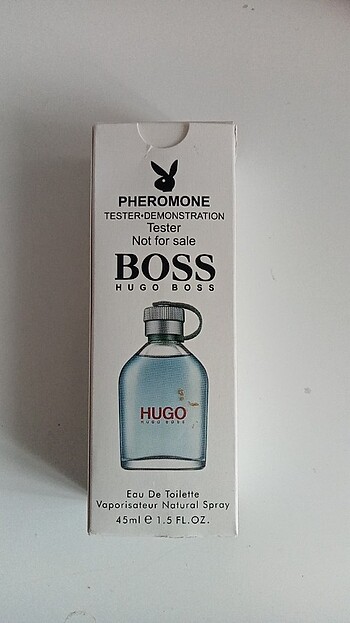 PHEROMONE
TESTER•DEMONSTRATION
Tester
Not for sale
BOSS
HUGO BOSS
HUGO
HUGO BOSS
Eau De Toilette
Vaporisateur Natural Spray
45ml ℮ 1.5 FL.OZ.